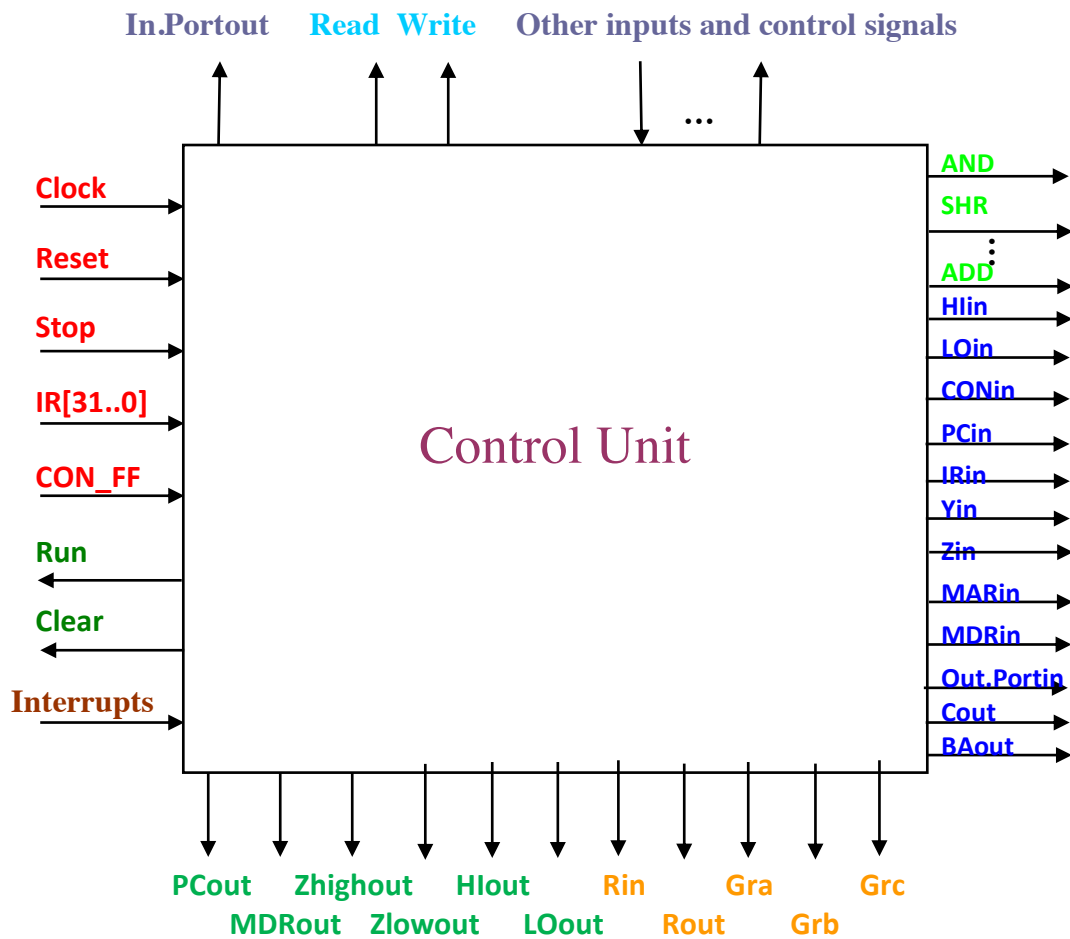 In.Portout Read Write Other inputs and control signals
...
Clock
Reset
Stop
IR[31..0]
CON_FF
Run
Clear
Interrupts
Control Unit
AND
SHR
...
ADD
HIin
LOin
CONin
PCin
IRin
Yin
Zin
MARin
MDRin
Out.Portin
Cout
BAout
PCout Zhighout HIout Rin Gra Grc
MDRout Zlowout LOout Rout Grb